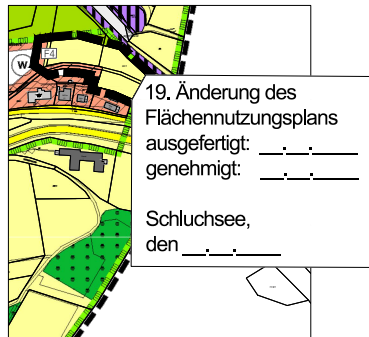 F4
W
19. Änderung des
Flächennutzungsplans
ausgefertigt: __.__.____
genehmigt: __.__.____
Schluchsee,
den __.__.____